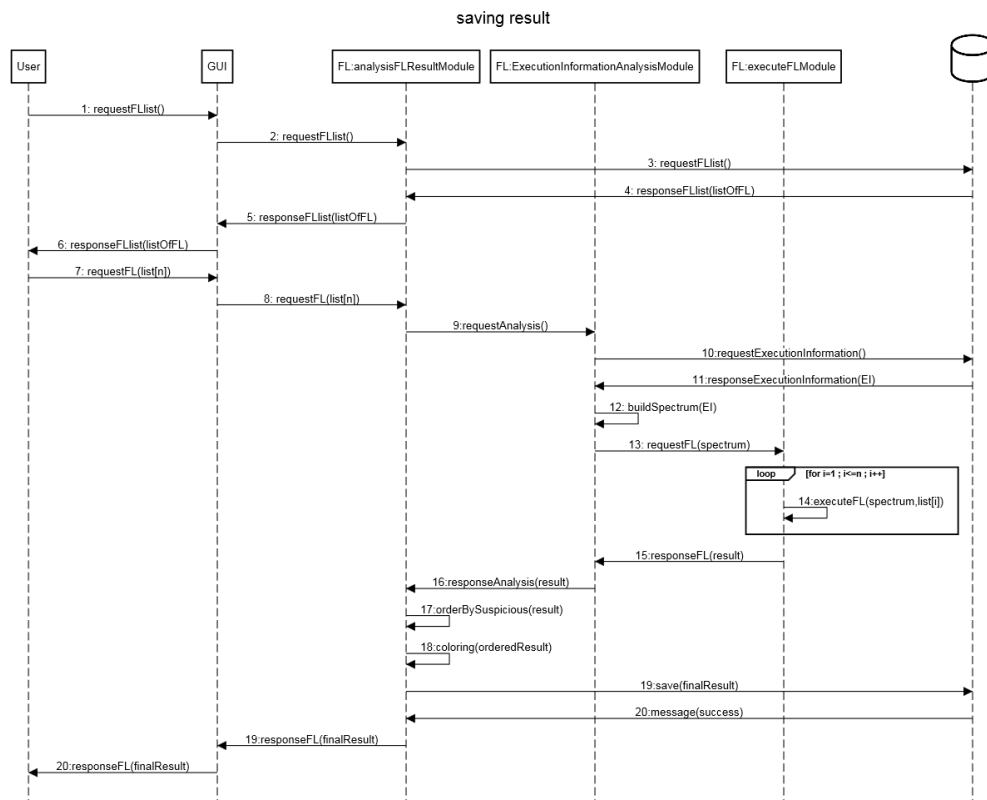 saving result
User
GUI
FL:analysisFLResultModule
FL:ExecutionInformationAnalysisModule
FL:executeFLModule
1: requestFLlist()
2: requestFLlist()
3: requestFLlist()
4: responseFLlist(listOfFL)
5: responseFLlist(listOfFL)
6: responseFLlist(listOfFL)
7: requestFL(list[n])
8: requestFL(list[n])
9:requestAnalysis()
10:requestExecutionInformation()
11:responseExecutionInformation(EI)
12: buildSpectrum(EI)
13: requestFL(spectrum)
loop
[for i=1 ; i<=n ; i++]
14:executeFL(spectrum,list[i])
15:responseFL(result)
16:responseAnalysis(result)
17:orderBySuspicious(result)
18:coloring(orderedResult)
19:save(finalResult)
20:message(success)
19:responseFL(finalResult)
20:responseFL(finalResult)